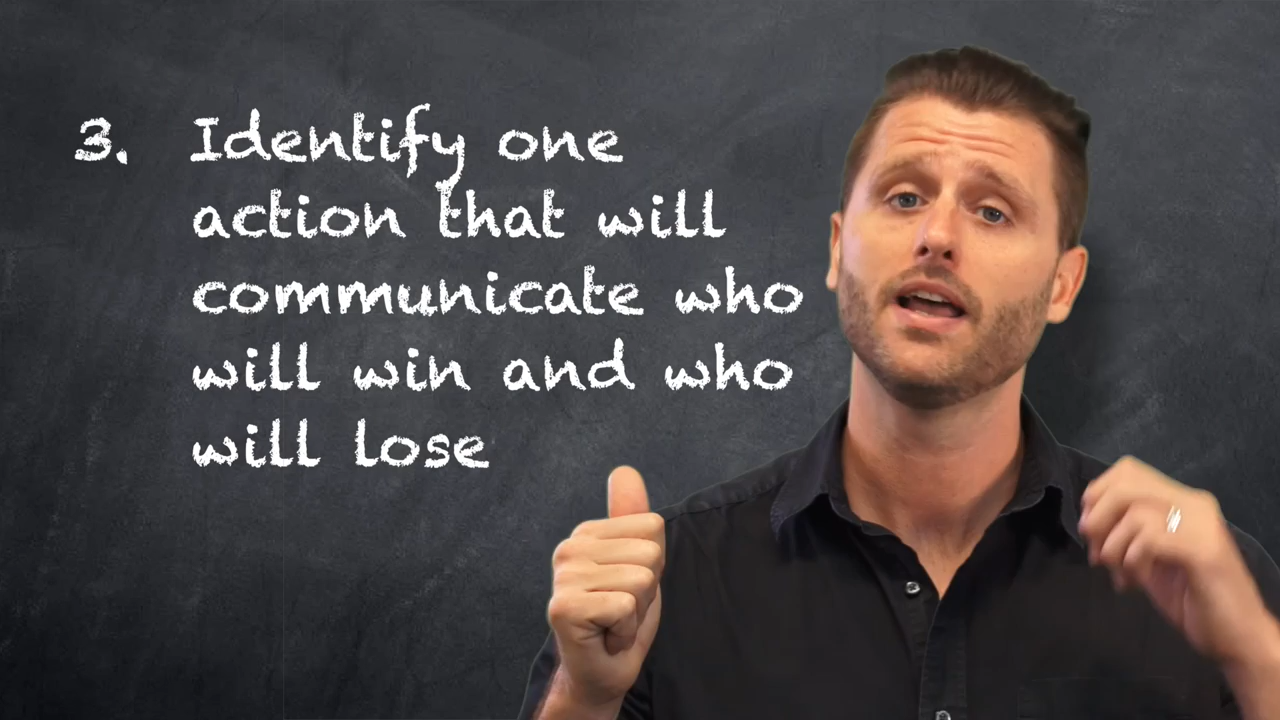 3. Identify one
action that will
communicate who
will win and who
will lose